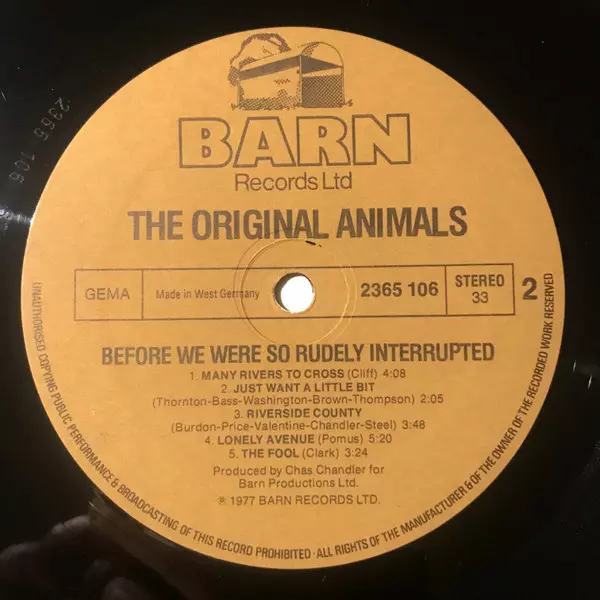 BARN
Records Ltd
THE ORIGINAL ANIMALS
GEMA
Made in West Germany
2365 106
STEREO
33
2
BEFORE WE WERE SO RUDELY INTERRUPTED
1. MANY RIVERS TO CROSS (Cliff) 4:08
2. JUST WANT A LITTLE BIT
(Thornton-Bass-Washington-Brown-Thompson) 2:05
3. RIVERSIDE COUNTY
(Burdon-Price-Valentine-Chandler-Steel) 3:48
4. LONELY AVENUE (Pomus) 5:20
5. THE FOOL (Clark) 3:24
Produced by Chas Chandler for
Barn Productions Ltd.
℗ 1977 BARN RECORDS LTD.
UNAUTHORISED COPYING PUBLIC PERFORMANCE & BROADCASTING OF THIS RECORD PROHIBITED · ALL RIGHTS OF THE MANUFACTURER & OF THE OWNER OF THE RECORDED WORK RESERVED
2365 106